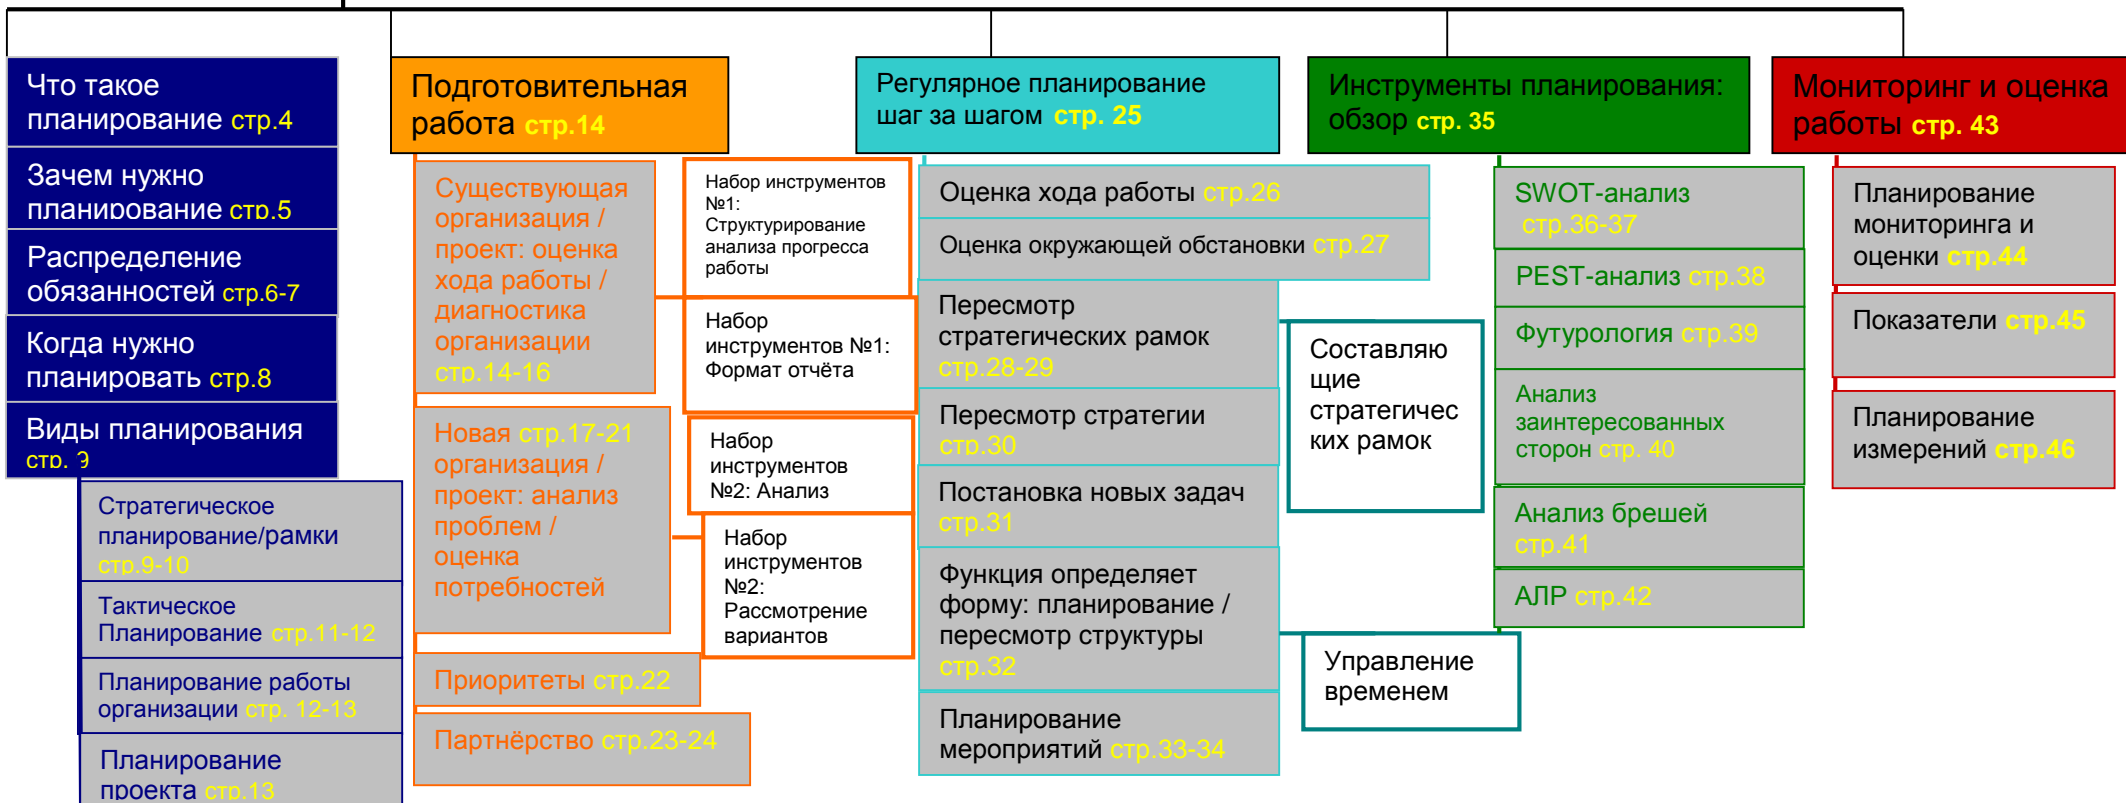 Что такое
планирование стр.4
Зачем нужно
планирование стр.5
Распределение
обязанностей стр.6-7
Когда нужно
планировать стр.8
Виды планирования
стр. 9
Стратегическое
планирование/рамки
стр.9-10
Тактическое
Планирование стр.11-12
Планирование работы
организации стр. 12-13
Планирование
проекта стр.13
Подготовительная
работа стр.14
Существующая
организация /
проект: оценка
хода работы /
диагностика
организации
стр.14-16
Новая стр.17-21
организация /
проект: анализ
проблем /
оценка
потребностей
Приоритеты стр.22
Партнёрство стр.23-24
Набор инструментов
№1:
Структурирование
анализа прогресса
работы
Набор
инструментов №1:
Формат отчёта
Набор
инструментов
№2: Анализ
Набор
инструментов
№2:
Рассмотрение
вариантов
Регулярное планирование
шаг за шагом стр. 25
Оценка хода работы стр.26
Оценка окружающей обстановки стр.27
Пересмотр
стратегических рамок
стр.28-29
Пересмотр стратегии
стр.30
Постановка новых задач
стр.31
Функция определяет
форму: планирование /
пересмотр структуры
стр.32
Планирование
мероприятий стр.33-34
Составляю
щие
стратегичес
ких рамок
Управление
временем
Инструменты планирования:
обзор стр. 35
SWOT-анализ
стр.36-37
PEST-анализ стр.38
Футурология стр.39
Анализ
заинтересованных
сторон стр. 40
Анализ брешей
стр.41
АЛР стр.42
Мониторинг и оценка
работы стр. 43
Планирование
мониторинга и
оценки стр.44
Показатели стр.45
Планирование
измерений стр.46